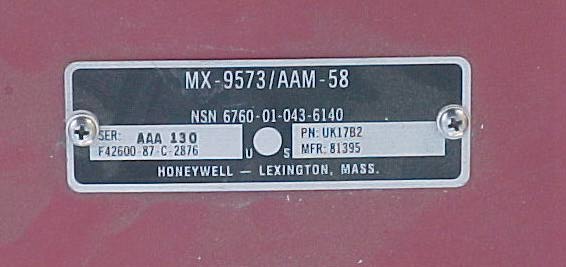 MX-9573/AAM-58
NSN 6760-01-043-6140
SER: AAA 130
F42600-87-C-2876
U S
PN: UK17B2
MFR: 81395
HONEYWELL — LEXINGTON, MASS.